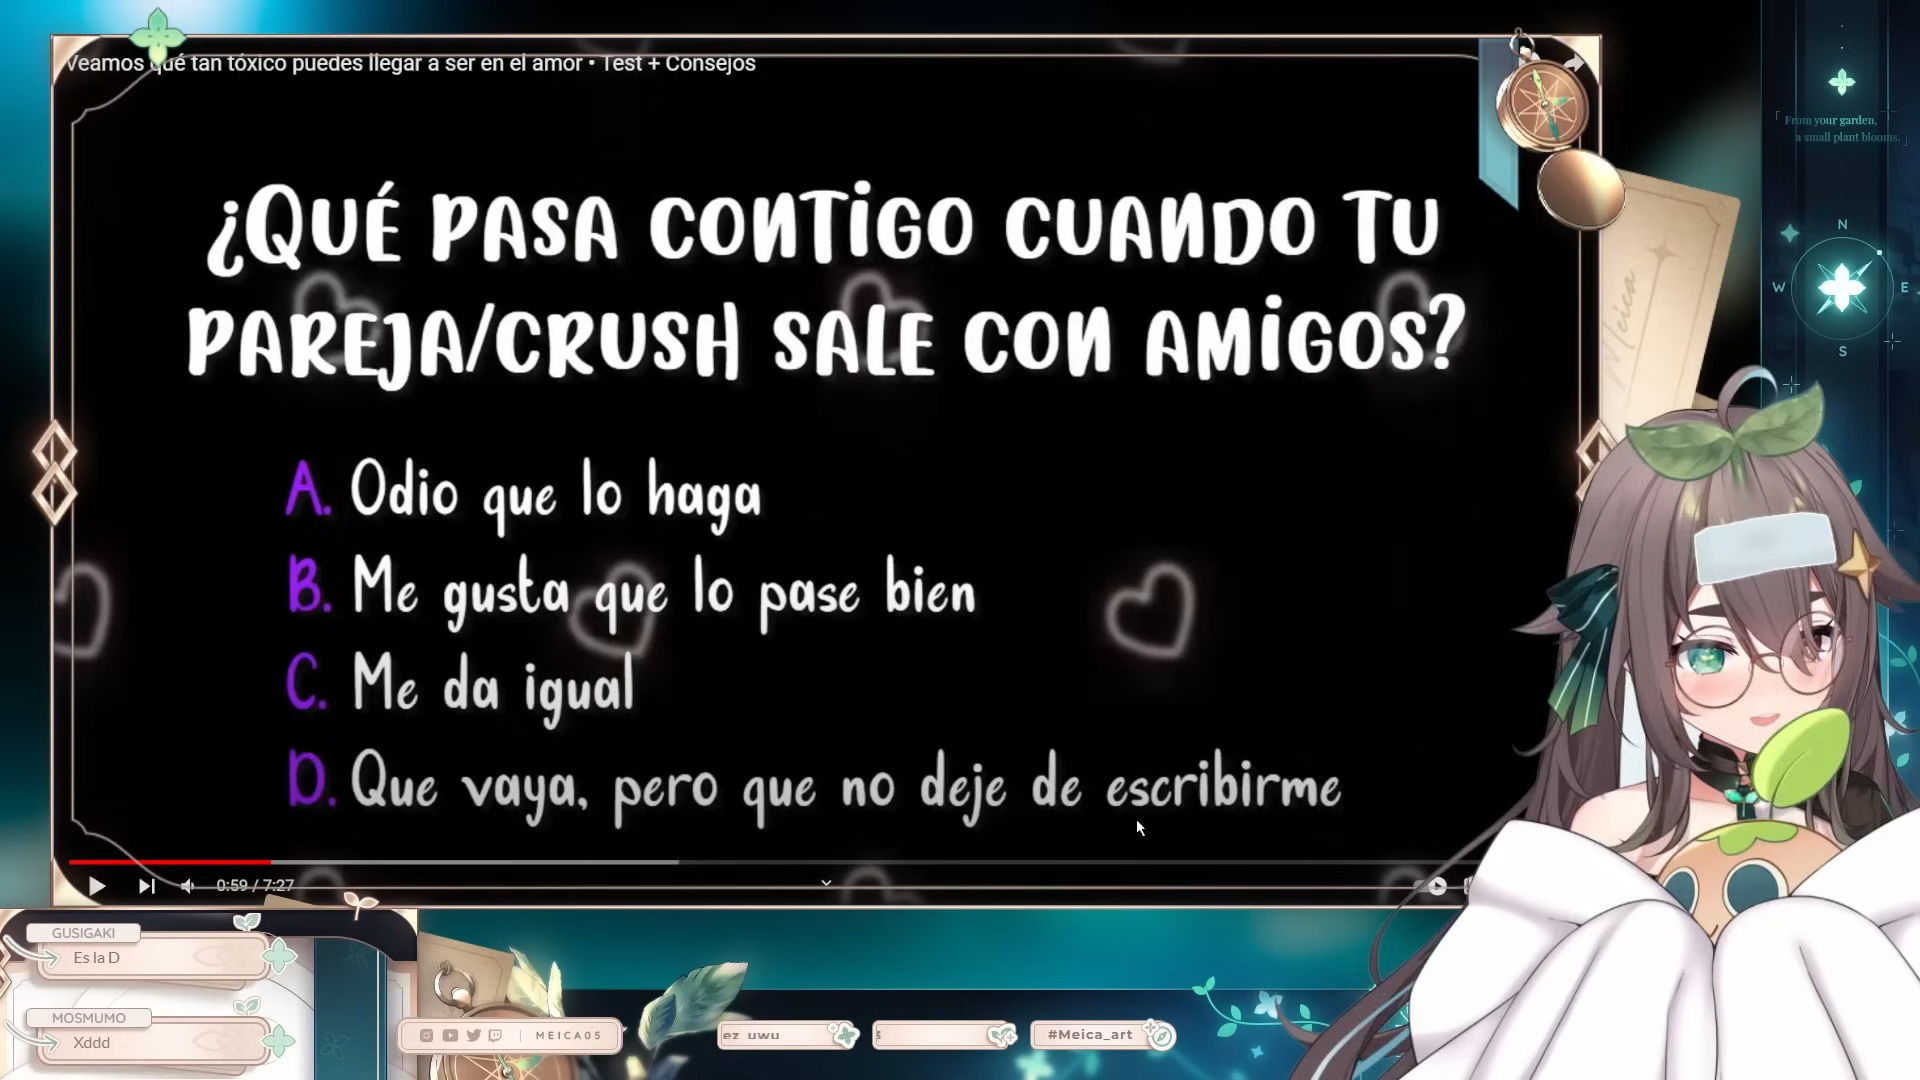 Veamos qué tan tóxico puedes llegar a ser en el amor • Test + Consejos
¿QUÉ PASA CONTIGO CUANDO TU
PAREJA/CRUSH SALE CON AMIGOS?
A. Odio que lo haga
B. Me gusta que lo pase bien
C. Me da igual
D. Que vaya, pero que no deje de escribirme
0:59 / 7:27
From your garden,
a small plant blooms.
N
W
E
S
Meica
GUSIGAKI
Es la D
MOSMUMO
Xddd
MEICA05
ez_uwu
#Meica_art